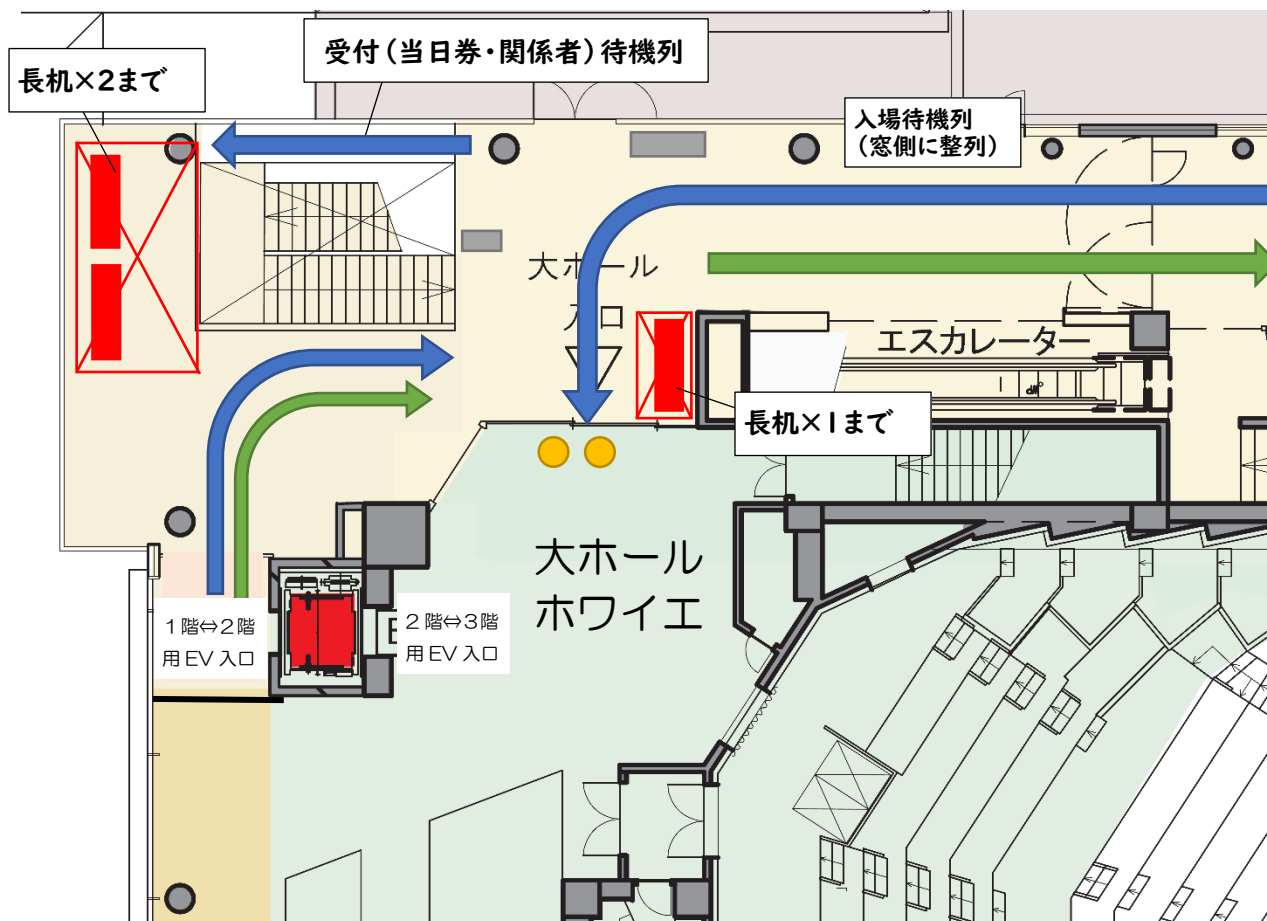 受付(当日券・関係者)待機列
長机×2まで
入場待機列
(窓側に整列)
大ホール
入口
エスカレーター
長机×1まで
大ホール
ホワイエ
1階⇔2階
用EV入口
2階⇔3階
用EV入口